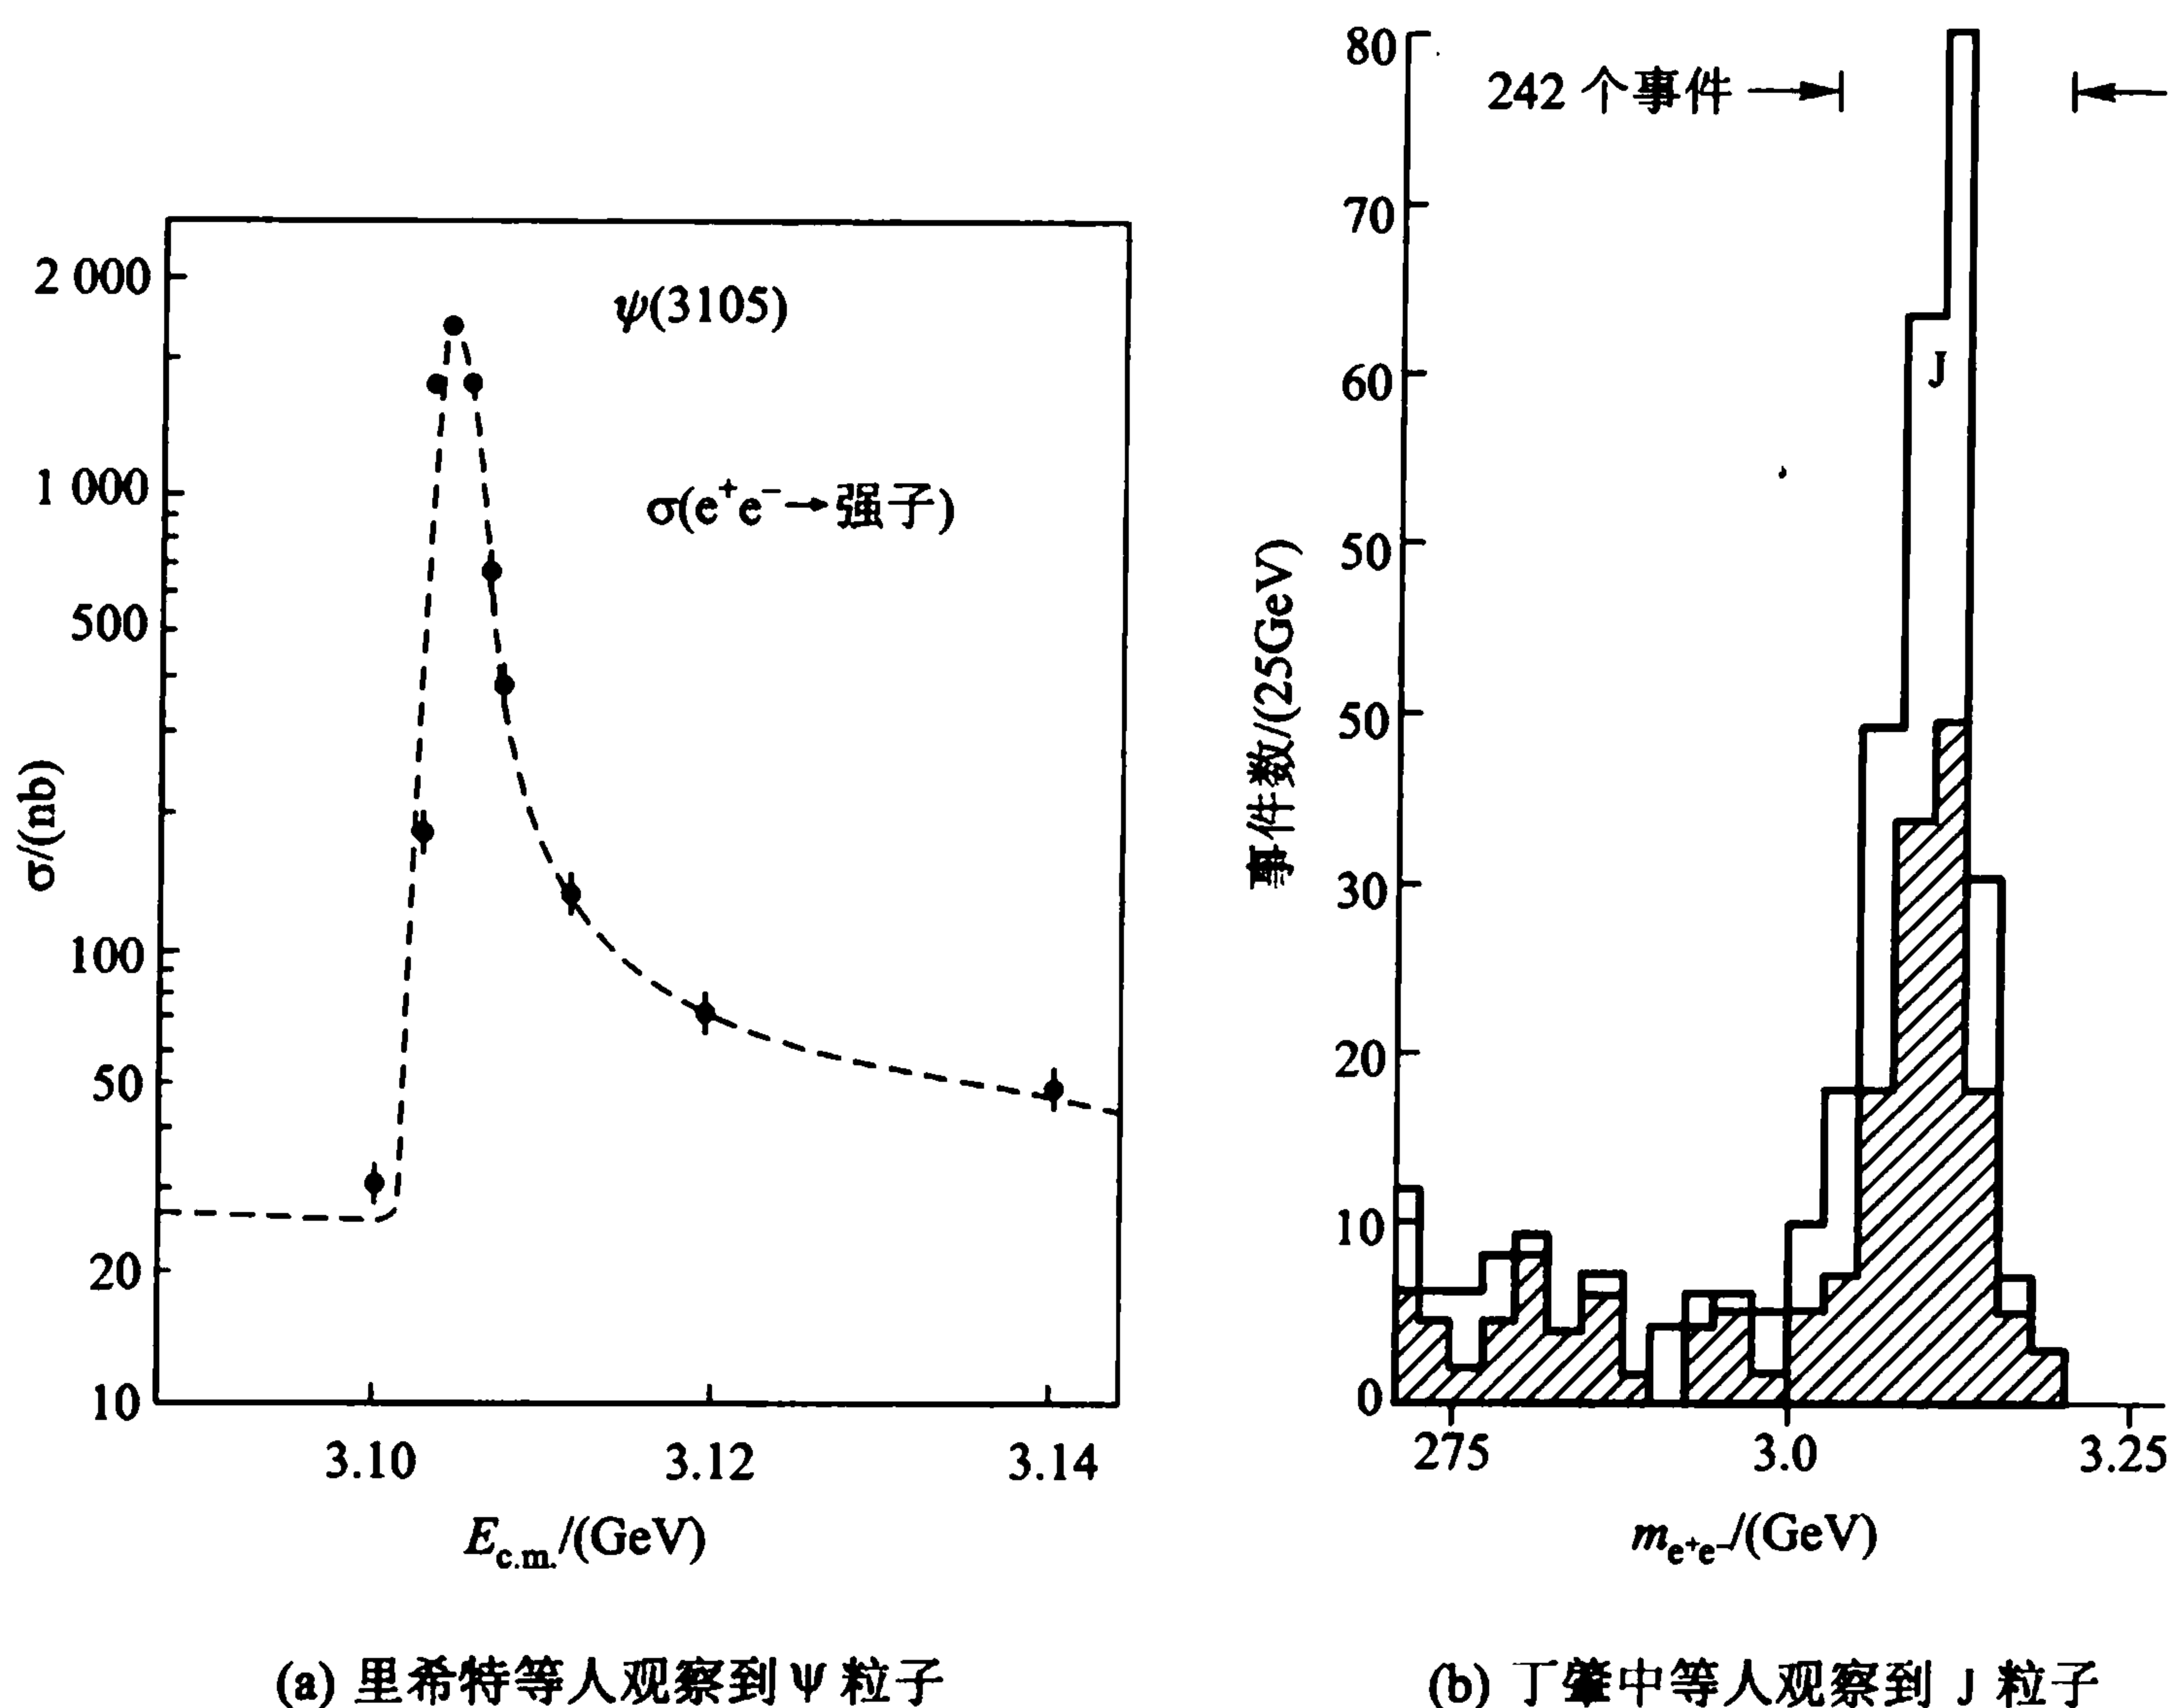 2 000
1 000
500
100
50
20
10
σ/(nb)
ψ(3105)
σ(e⁺e⁻→强子)
3.10 3.12 3.14
E_c.m./(GeV)
(a) 里希特等人观察到 Ψ 粒子
80
70
60
50
50
30
20
10
0
事件数/(25GeV)
242 个事件
J
275 3.0 3.25
m_e⁺e⁻/(GeV)
(b) 丁肇中等人观察到 J 粒子